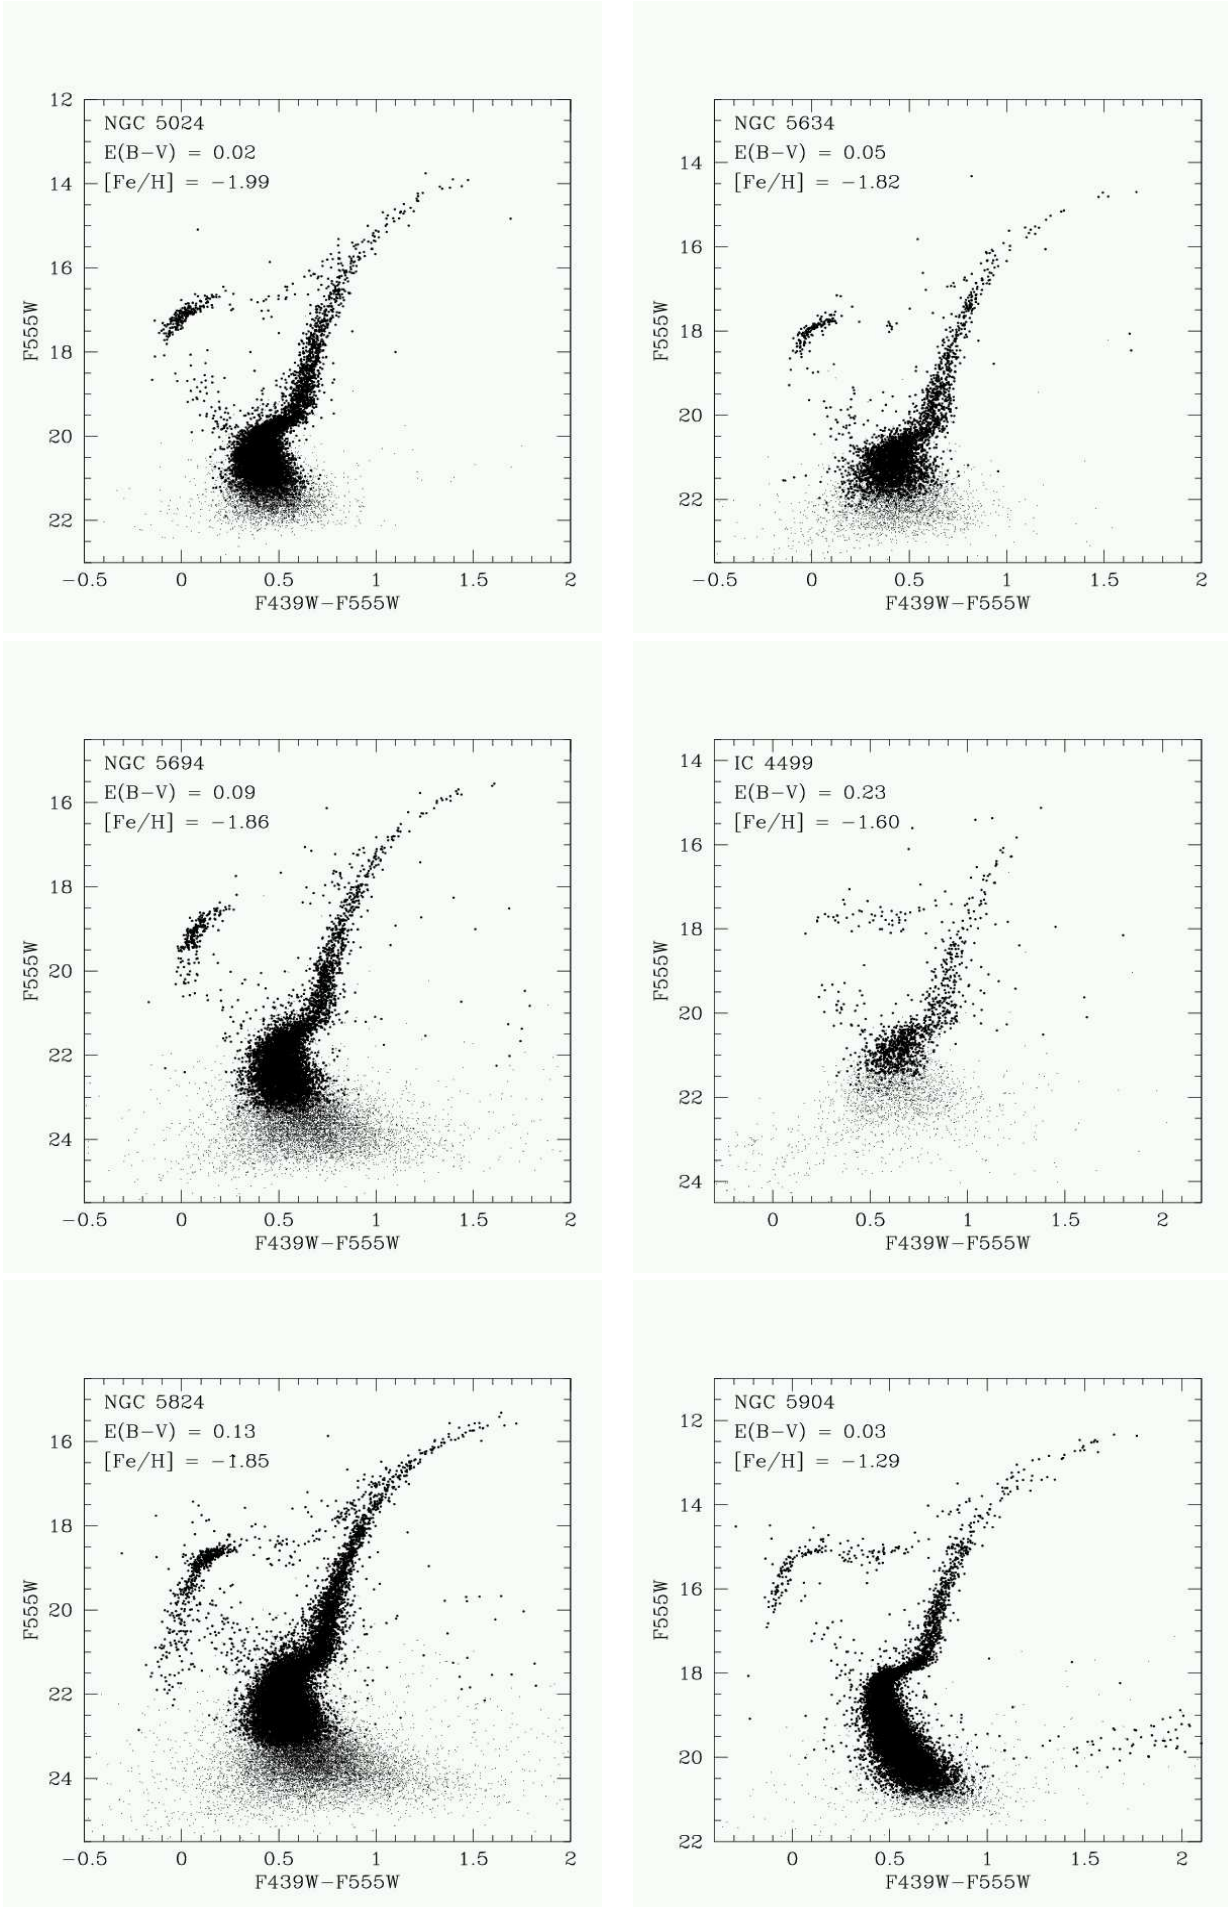 NGC 5024
E(B−V) = 0.02
[Fe/H] = −1.99
12
14
16
18
20
22
F555W
−0.5 0 0.5 1 1.5 2
F439W−F555W
NGC 5634
E(B−V) = 0.05
[Fe/H] = −1.82
14
16
18
20
22
F555W
−0.5 0 0.5 1 1.5 2
F439W−F555W
NGC 5694
E(B−V) = 0.09
[Fe/H] = −1.86
16
18
20
22
24
F555W
−0.5 0 0.5 1 1.5 2
F439W−F555W
IC 4499
E(B−V) = 0.23
[Fe/H] = −1.60
14
16
18
20
22
24
F555W
0 0.5 1 1.5 2
F439W−F555W
NGC 5824
E(B−V) = 0.13
[Fe/H] = −1.85
16
18
20
22
24
F555W
−0.5 0 0.5 1 1.5 2
F439W−F555W
NGC 5904
E(B−V) = 0.03
[Fe/H] = −1.29
12
14
16
18
20
22
F555W
0 0.5 1 1.5 2
F439W−F555W